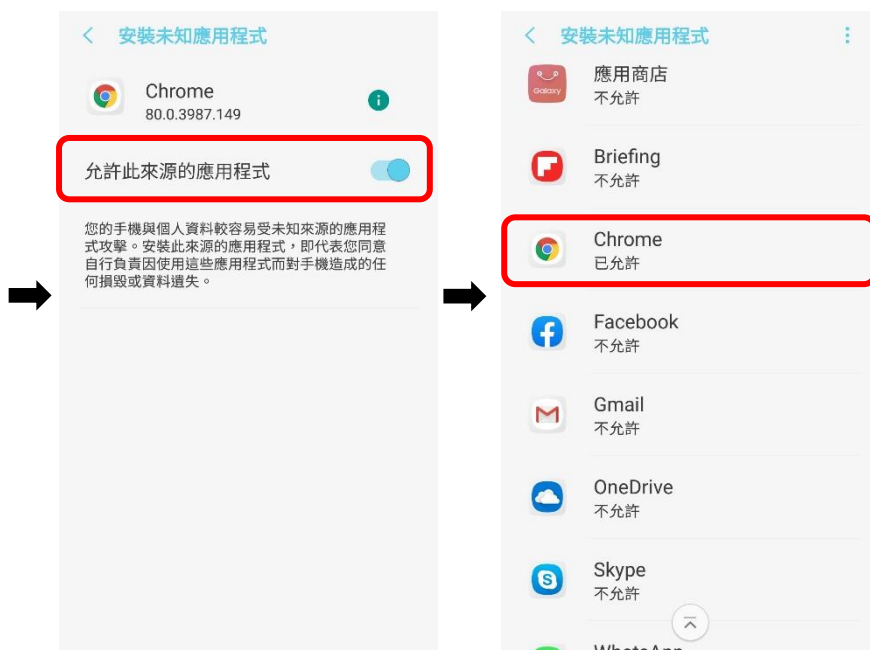 安裝未知應用程式
Chrome
80.0.3987.149
允許此來源的應用程式
您的手機與個人資料較容易受未知來源的應用程
式攻擊。安裝此來源的應用程式，即代表您同意
自行負責因使用這些應用程式而對手機造成的任
何損毀或資料遺失。
安裝未知應用程式
Galaxy
應用商店
不允許
Briefing
不允許
Chrome
已允許
Facebook
不允許
Gmail
不允許
OneDrive
不允許
Skype
不允許
WhatsApp